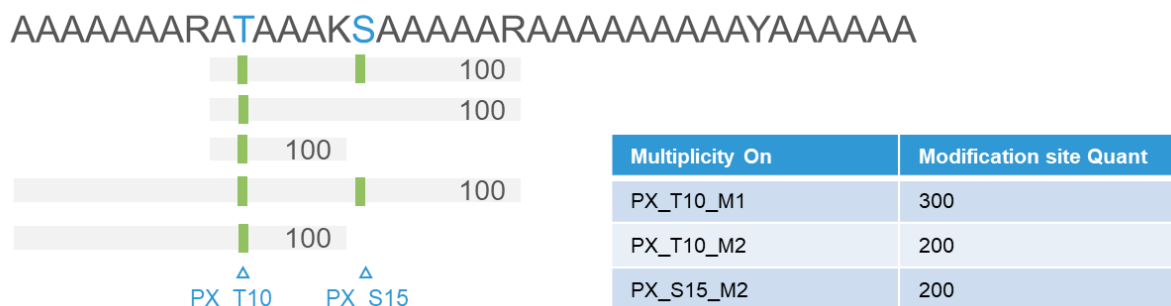 AAAAAAARATAAAKSAAAAARAAAAAAAAAYAAAAAA
100
100
100
100
100
PX_T10 PX_S15
Multiplicity On Modification site Quant
PX_T10_M1 300
PX_T10_M2 200
PX_S15_M2 200